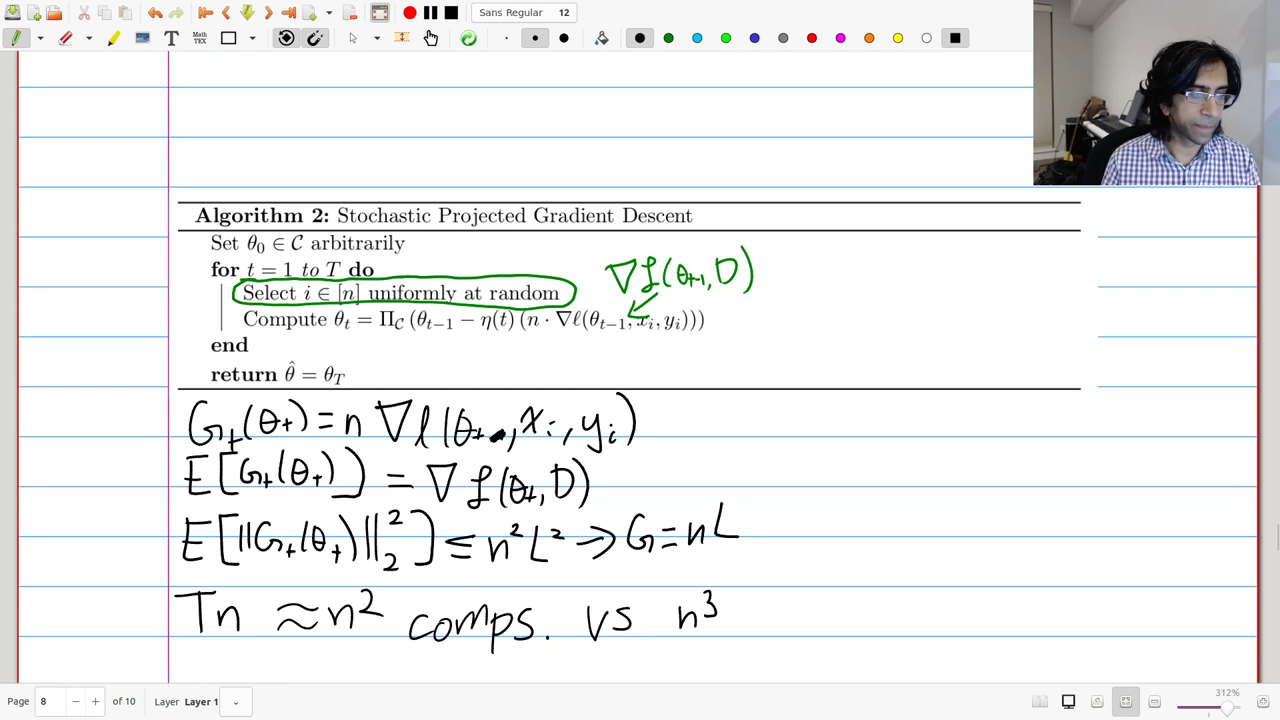 Sans Regular 12
Algorithm 2: Stochastic Projected Gradient Descent
Set θ₀ ∈ 𝒞 arbitrarily
for t = 1 to T do
Select i ∈ [n] uniformly at random
∇ℒ(θₜ₋₁, D)
Compute θₜ = Π_𝒞 (θₜ₋₁ − η(t) (n · ∇ℓ(θₜ₋₁, xᵢ, yᵢ)))
end
return θ̂ = θ_T
Gₜ(θₜ) = n ∇ℓ(θₜ, xᵢ, yᵢ)
E[Gₜ(θₜ)] = ∇ℒ(θₜ, D)
E[||Gₜ(θₜ)||₂²] ≤ n²L² → G = nL
Tn ≈ n² comps. vs n³
Page 8 of 10 Layer Layer 1 312%